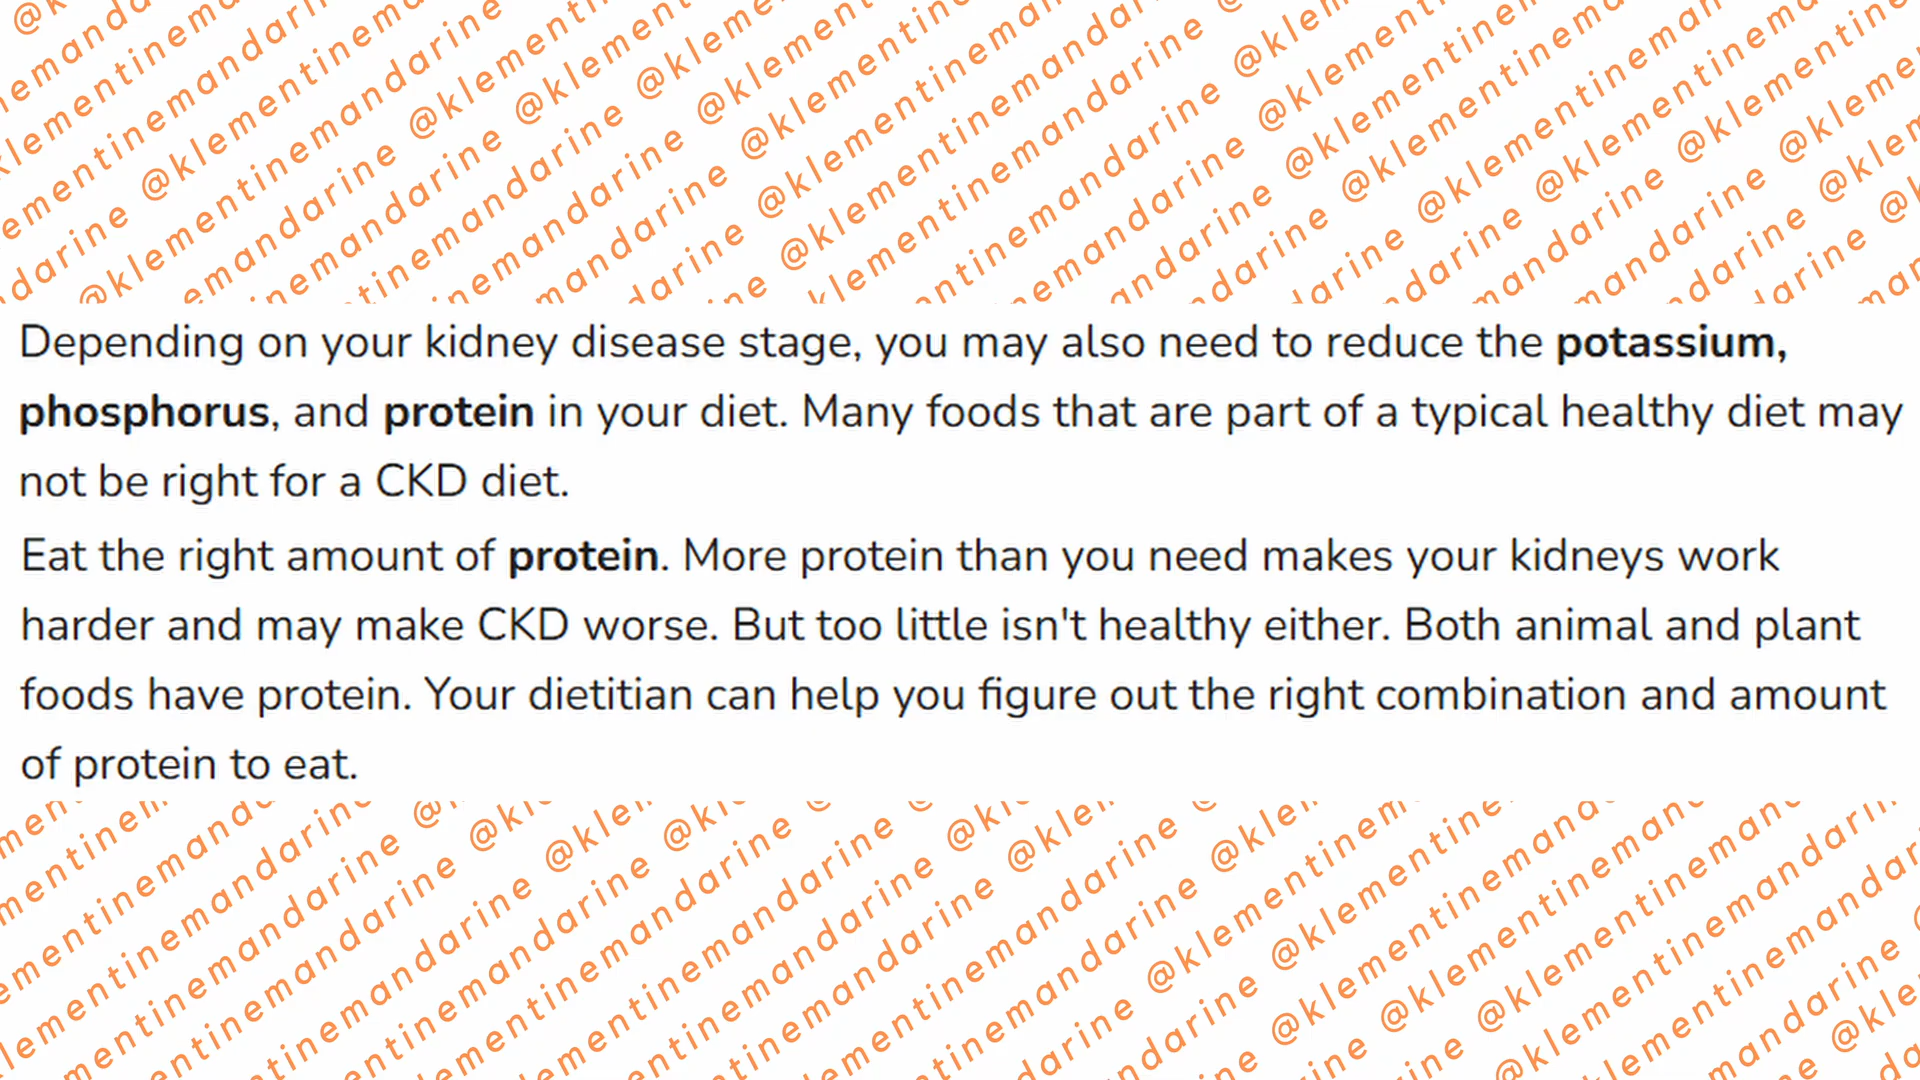 Depending on your kidney disease stage, you may also need to reduce the potassium,
phosphorus, and protein in your diet. Many foods that are part of a typical healthy diet may
not be right for a CKD diet.
Eat the right amount of protein. More protein than you need makes your kidneys work
harder and may make CKD worse. But too little isn't healthy either. Both animal and plant
foods have protein. Your dietitian can help you figure out the right combination and amount
of protein to eat.
@klementinemandarine